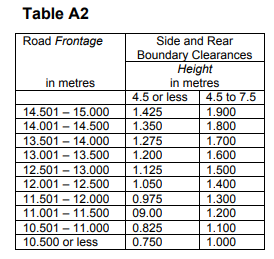 Table A2
Road Frontage Side and Rear
Boundary Clearances
Height
in metres in metres
4.5 or less 4.5 to 7.5
14.501 – 15.000 1.425 1.900
14.001 – 14.500 1.350 1.800
13.501 – 14.000 1.275 1.700
13.001 – 13.500 1.200 1.600
12.501 – 13.000 1.125 1.500
12.001 – 12.500 1.050 1.400
11.501 – 12.000 0.975 1.300
11.001 – 11.500 09.00 1.200
10.501 – 11.000 0.825 1.100
10.500 or less 0.750 1.000